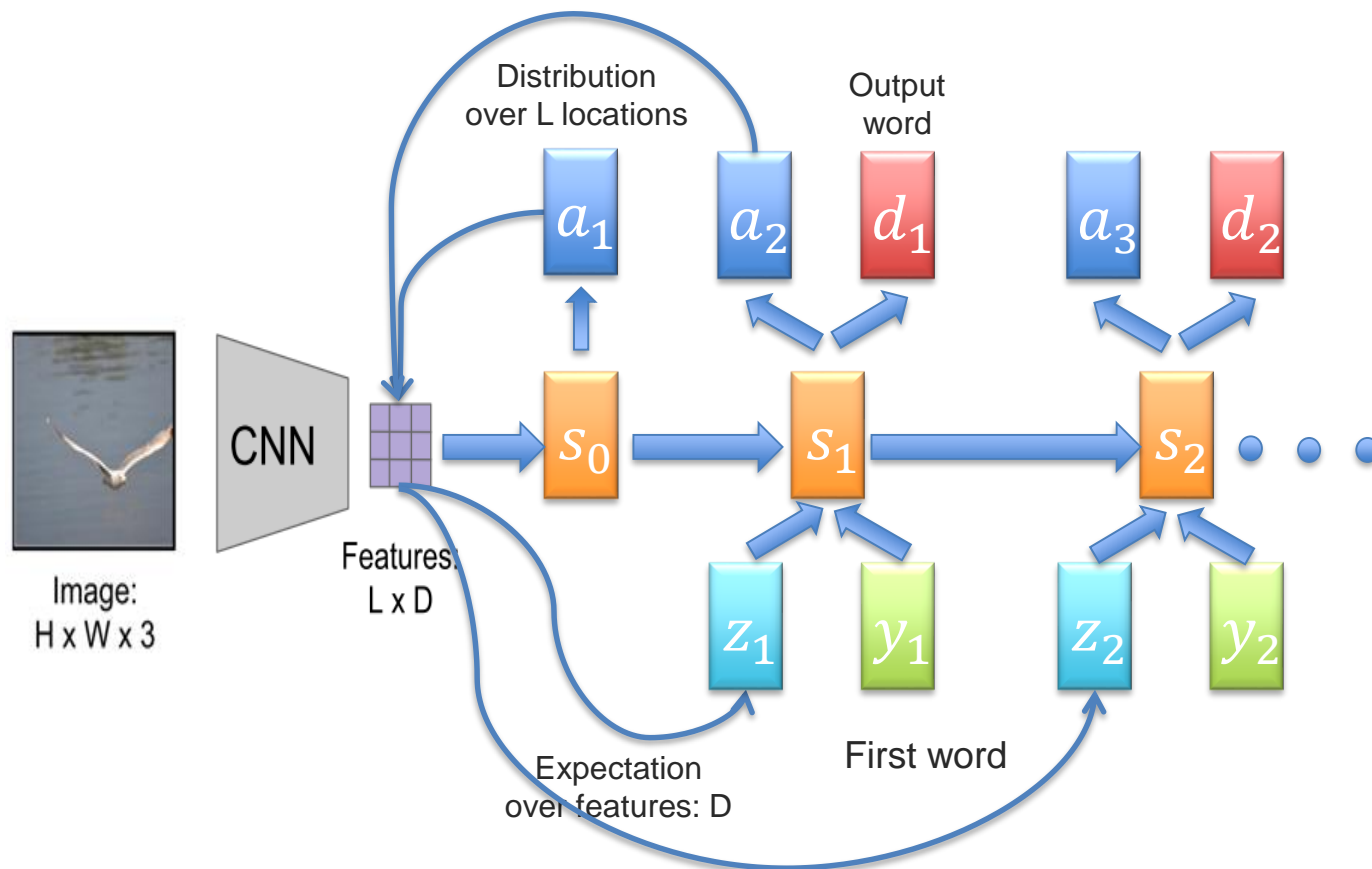 Distribution
over L locations
Output
word
a₁
a₂
d₁
a₃
d₂
CNN
s₀
s₁
s₂
Features:
L x D
Image:
H x W x 3
z₁
y₁
z₂
y₂
First word
Expectation
over features: D